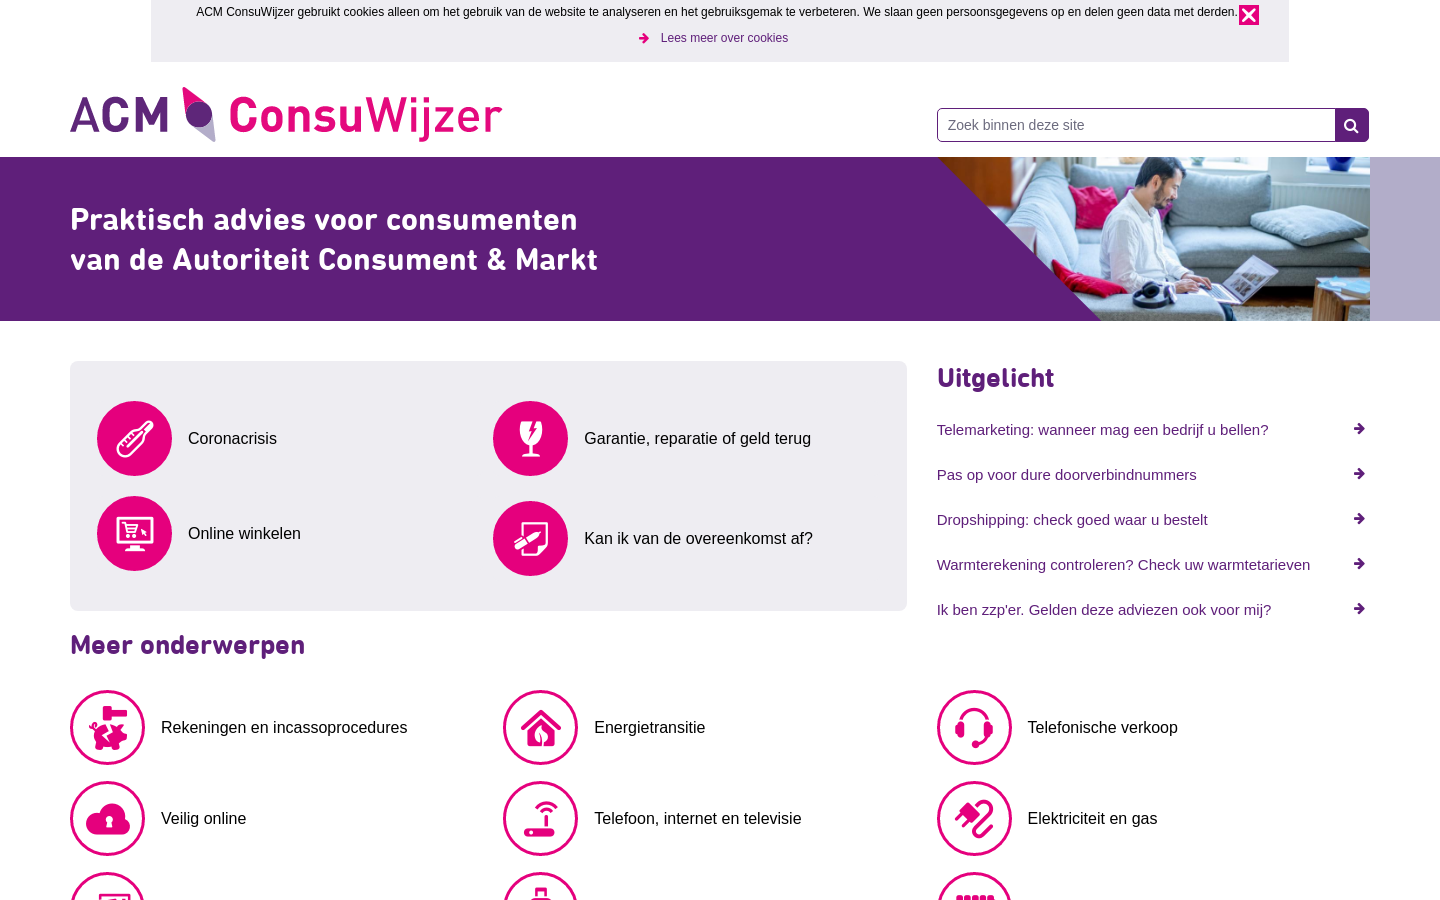 ACM ConsuWijzer gebruikt cookies alleen om het gebruik van de website te analyseren en het gebruiksgemak te verbeteren. We slaan geen persoonsgegevens op en delen geen data met derden.
Lees meer over cookies
ACM ConsuWijzer
Zoek binnen deze site
Praktisch advies voor consumenten
van de Autoriteit Consument & Markt
Coronacrisis
Garantie, reparatie of geld terug
Online winkelen
Kan ik van de overeenkomst af?
Uitgelicht
Telemarketing: wanneer mag een bedrijf u bellen?
Pas op voor dure doorverbindnummers
Dropshipping: check goed waar u bestelt
Warmterekening controleren? Check uw warmtetarieven
Ik ben zzp'er. Gelden deze adviezen ook voor mij?
Meer onderwerpen
Rekeningen en incassoprocedures
Energietransitie
Telefonische verkoop
Veilig online
Telefoon, internet en televisie
Elektriciteit en gas